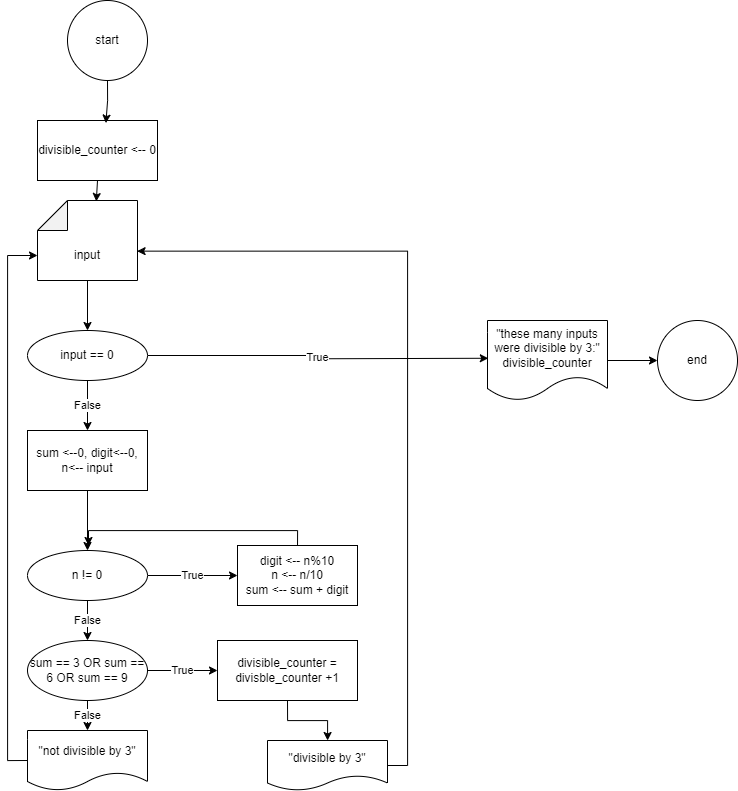 start
divisible_counter <-- 0
input
input == 0
True
"these many inputs
were divisible by 3:"
divisible_counter
end
False
sum <--0, digit<--0,
n<-- input
n != 0
True
digit <-- n%10
n <-- n/10
sum <-- sum + digit
False
sum == 3 OR sum ==
6 OR sum == 9
True
divisible_counter =
divisble_counter +1
False
"not divisible by 3"
"divisible by 3"